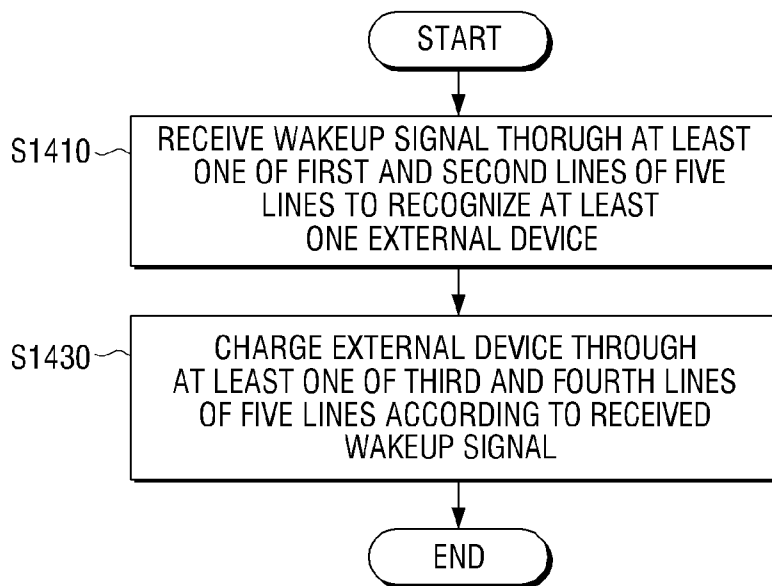 START
S1410
RECEIVE WAKEUP SIGNAL THORUGH AT LEAST
ONE OF FIRST AND SECOND LINES OF FIVE
LINES TO RECOGNIZE AT LEAST
ONE EXTERNAL DEVICE
S1430
CHARGE EXTERNAL DEVICE THROUGH
AT LEAST ONE OF THIRD AND FOURTH LINES
OF FIVE LINES ACCORDING TO RECEIVED
WAKEUP SIGNAL
END